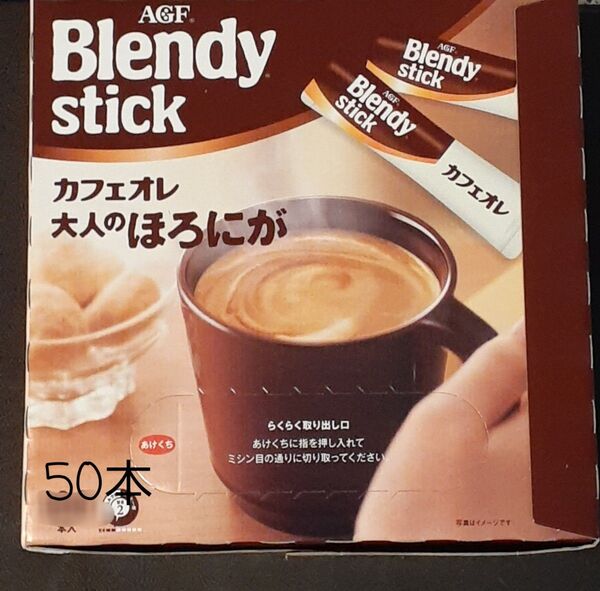 AGF®
Blendy
stick
AGF
Blendy
stick
AGF
Blendy
stick
カフェオレ
カフェオレ
大人のほろにが
らくらく取り出し口
あけくちに指を押し入れて
ミシン目の通りに切り取ってください。
あけくち
50本
本入
2
写真はイメージです